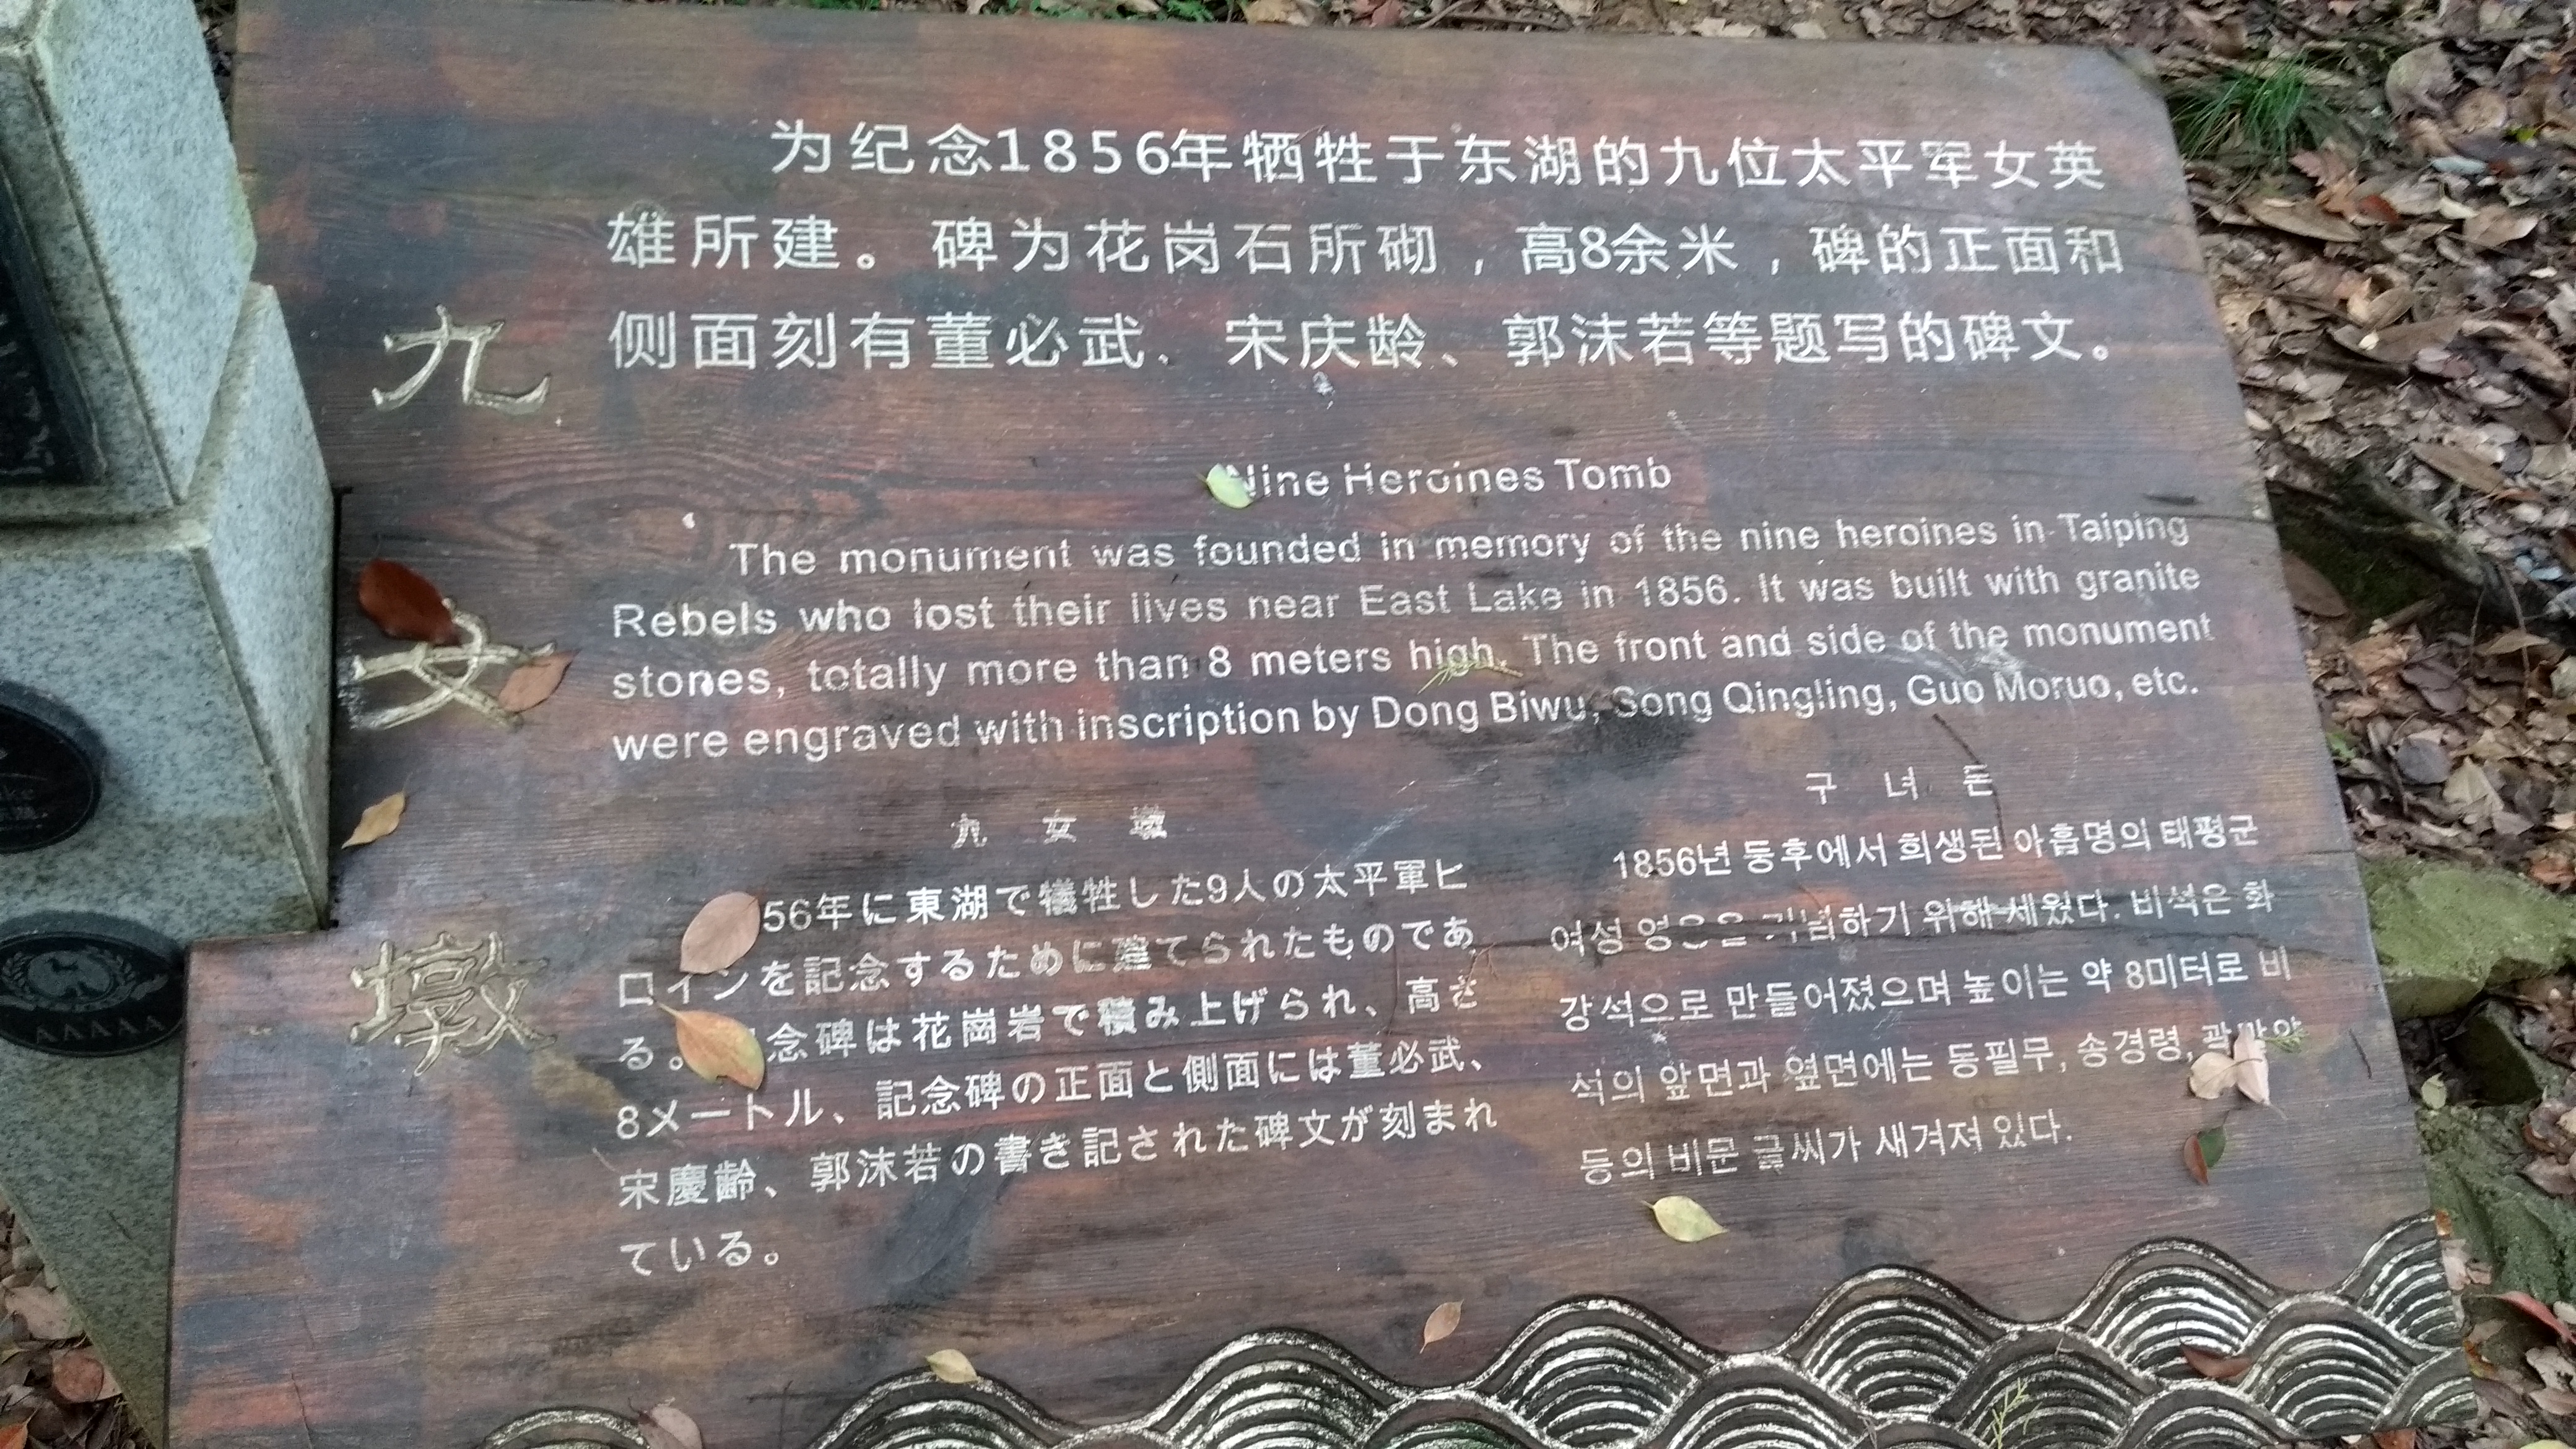 九女墩
为纪念1856年牺牲于东湖的九位太平军女英
雄所建。碑为花岗石所砌，高8余米，碑的正面和
侧面刻有董必武、宋庆龄、郭沫若等题写的碑文。
Nine Heroines Tomb
The monument was founded in memory of the nine heroines in Taiping
Rebels who lost their lives near East Lake in 1856. It was built with granite
stones, totally more than 8 meters high. The front and side of the monument
were engraved with inscription by Dong Biwu, Song Qingling, Guo Moruo, etc.
九女墩
56年に東湖で犠牲した9人の太平軍ヒ
ロインを記念するために建てられたものであ
る。念碑は花崗岩で積み上げられ、高さ
8メートル、記念碑の正面と側面には董必武、
宋慶齢、郭沫若の書き記された碑文が刻まれ
ている。
구녀돈
1856년 동후에서 희생된 아홉명의 태평군
여성 영웅을 기념하기 위해 세웠다. 비석은 화
강석으로 만들어졌으며 높이는 약 8미터로 비
석의 앞면과 옆면에는 동필무, 송경령,
등의 비문 글씨가 새겨져 있다.
AAAAA